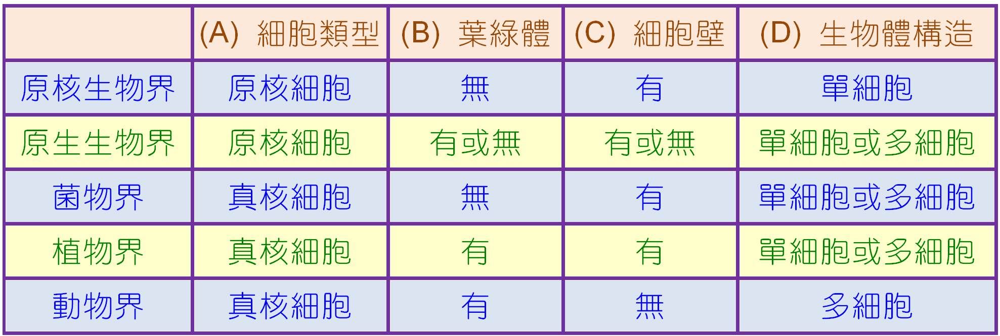 (A) 細胞類型 (B) 葉綠體 (C) 細胞壁 (D) 生物體構造
原核生物界 原核細胞 無 有 單細胞
原生生物界 原核細胞 有或無 有或無 單細胞或多細胞
菌物界 真核細胞 無 有 單細胞或多細胞
植物界 真核細胞 有 有 單細胞或多細胞
動物界 真核細胞 有 無 多細胞